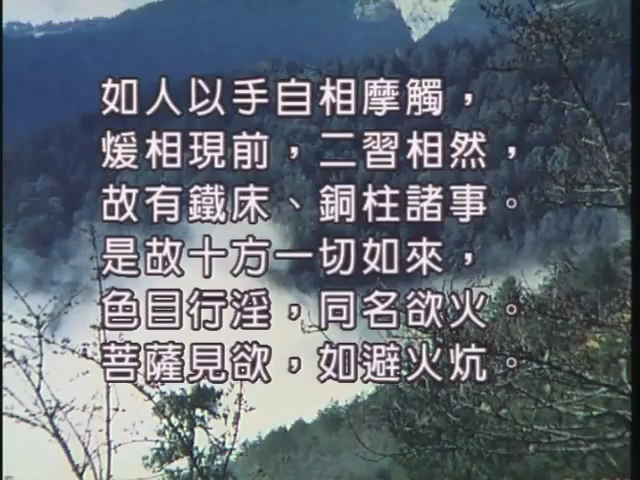 如人以手自相摩觸，
煖相現前，二習相然，
故有鐵床、銅柱諸事。
是故十方一切如來，
色目行淫，同名欲火。
菩薩見欲，如避火炕。